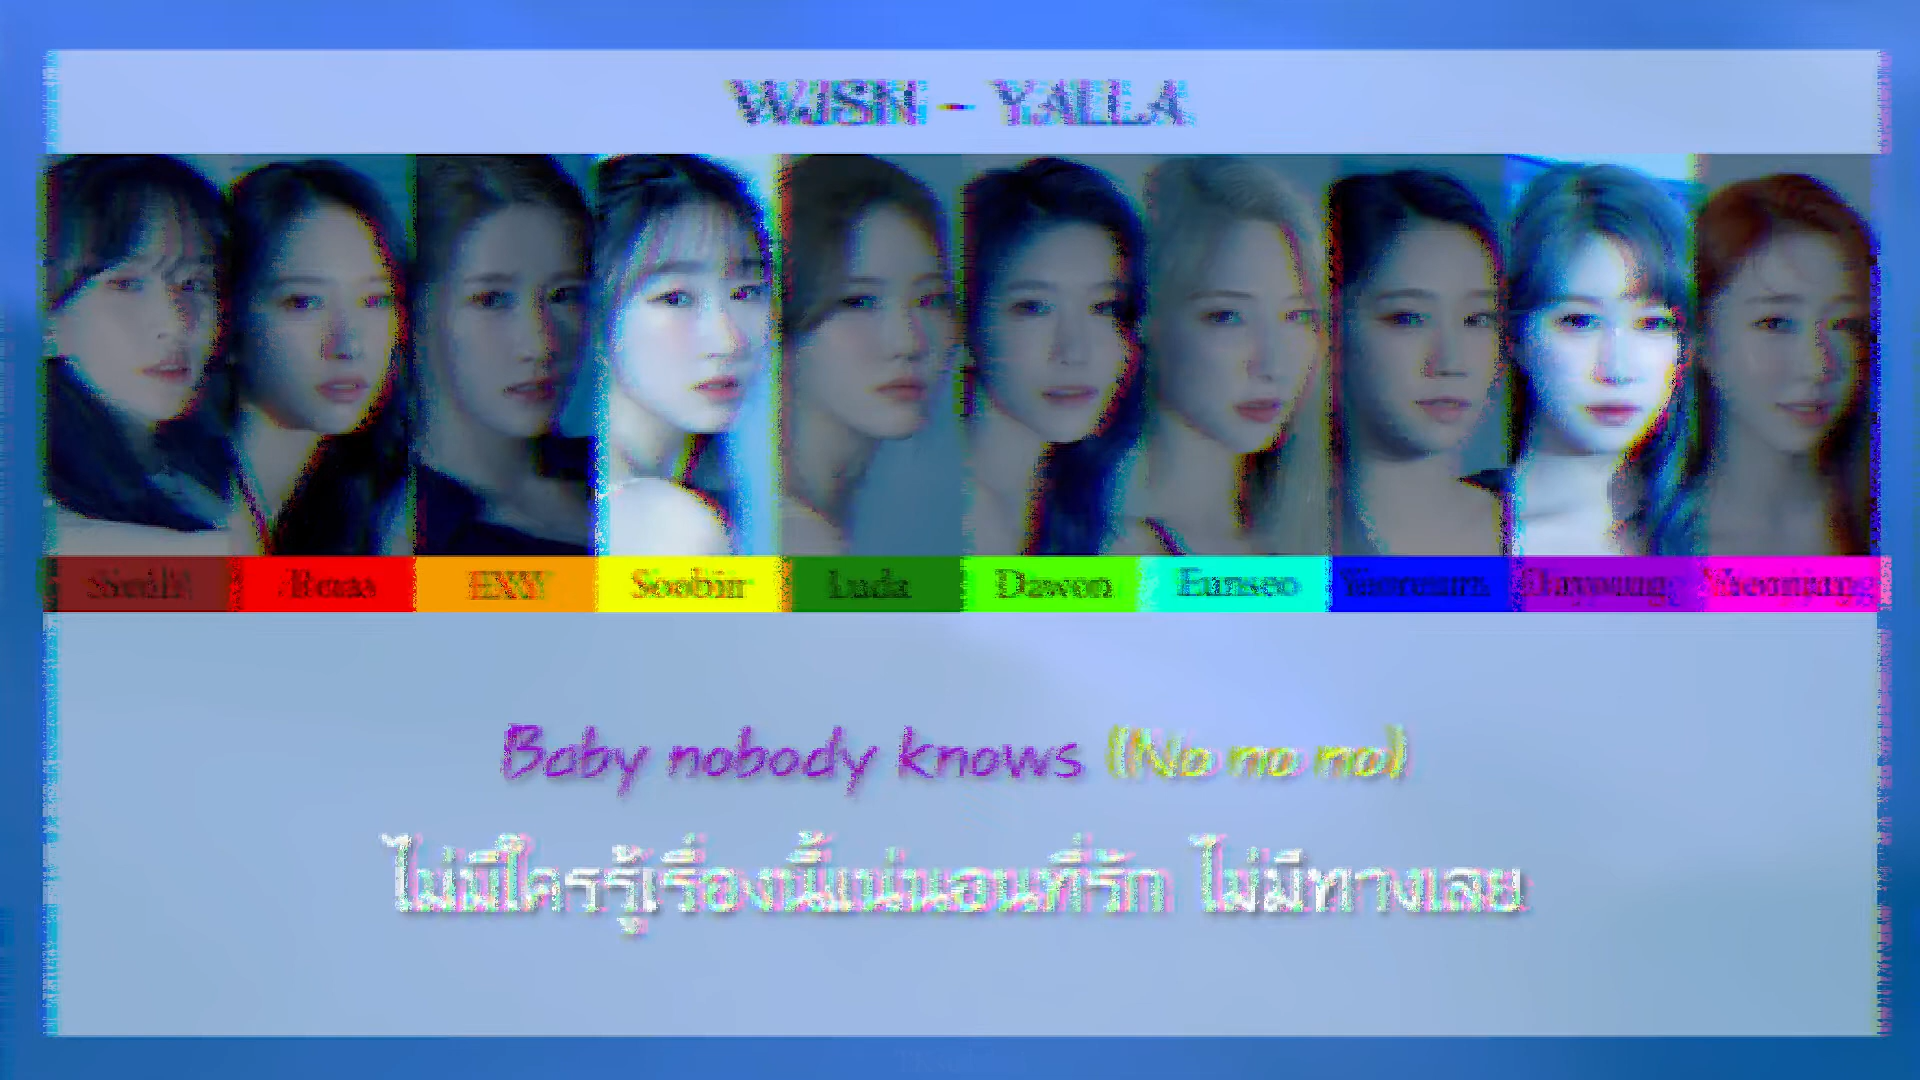 WJSN - YALLA
SeolA Bona EXY Soobin Luda Dawon Eunseo Yeoreum Dayoung Yeonjung
Baby nobody knows (No no no)
ไม่มีใครรู้เรื่องนี้แน่นอนที่รัก ไม่มีทางเลย